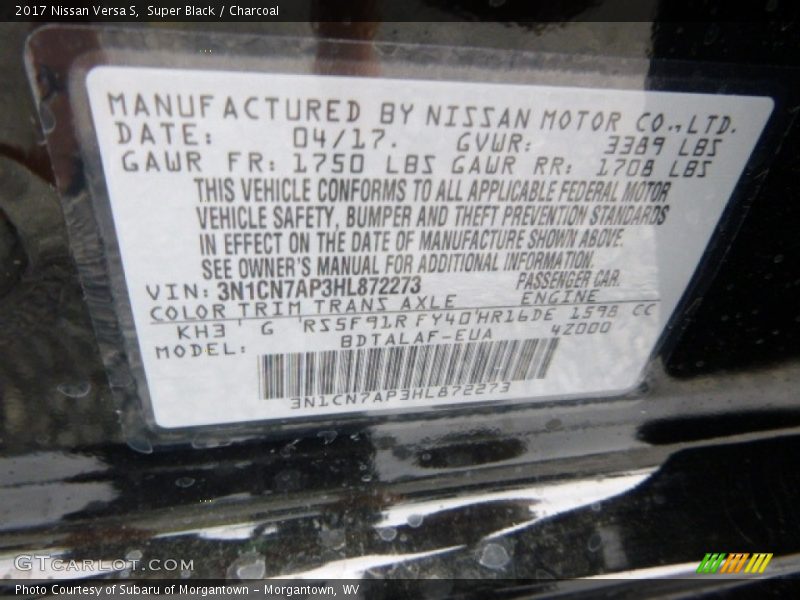 2017 Nissan Versa S, Super Black / Charcoal
MANUFACTURED BY NISSAN MOTOR CO.,LTD.
DATE: 04/17. GVWR: 3389 LBS
GAWR FR: 1750 LBS GAWR RR: 1708 LBS
THIS VEHICLE CONFORMS TO ALL APPLICABLE FEDERAL MOTOR
VEHICLE SAFETY, BUMPER AND THEFT PREVENTION STANDARDS
IN EFFECT ON THE DATE OF MANUFACTURE SHOWN ABOVE.
SEE OWNER'S MANUAL FOR ADDITIONAL INFORMATION.
VIN: 3N1CN7AP3HL872273 PASSENGER CAR.
COLOR TRIM TRANS AXLE ENGINE
KH3 G RS5F91R FY40 HR16DE 1598 CC
MODEL: BDTALAF-EUA 4Z000
3N1CN7AP3HL872273
GTCARLOT.COM
Photo Courtesy of Subaru of Morgantown – Morgantown, WV